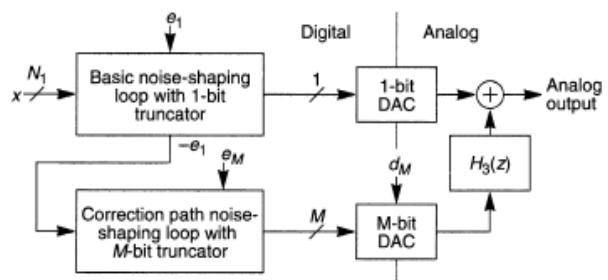 e1
Digital
Analog
N1
x
Basic noise-shaping
loop with 1-bit
truncator
1
1-bit
DAC
+
Analog
output
–e1
eM
dM
H3(z)
Correction path noise-
shaping loop with
M-bit truncator
M
M-bit
DAC